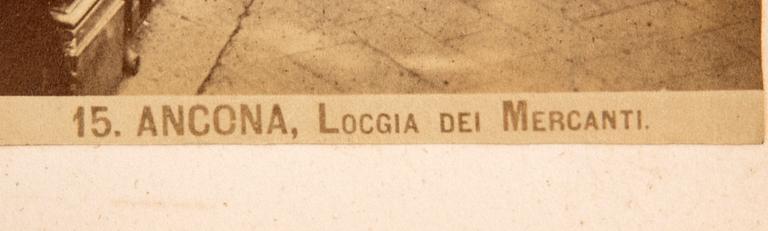 15. ANCONA, LOGGIA DEI MERCANTI.